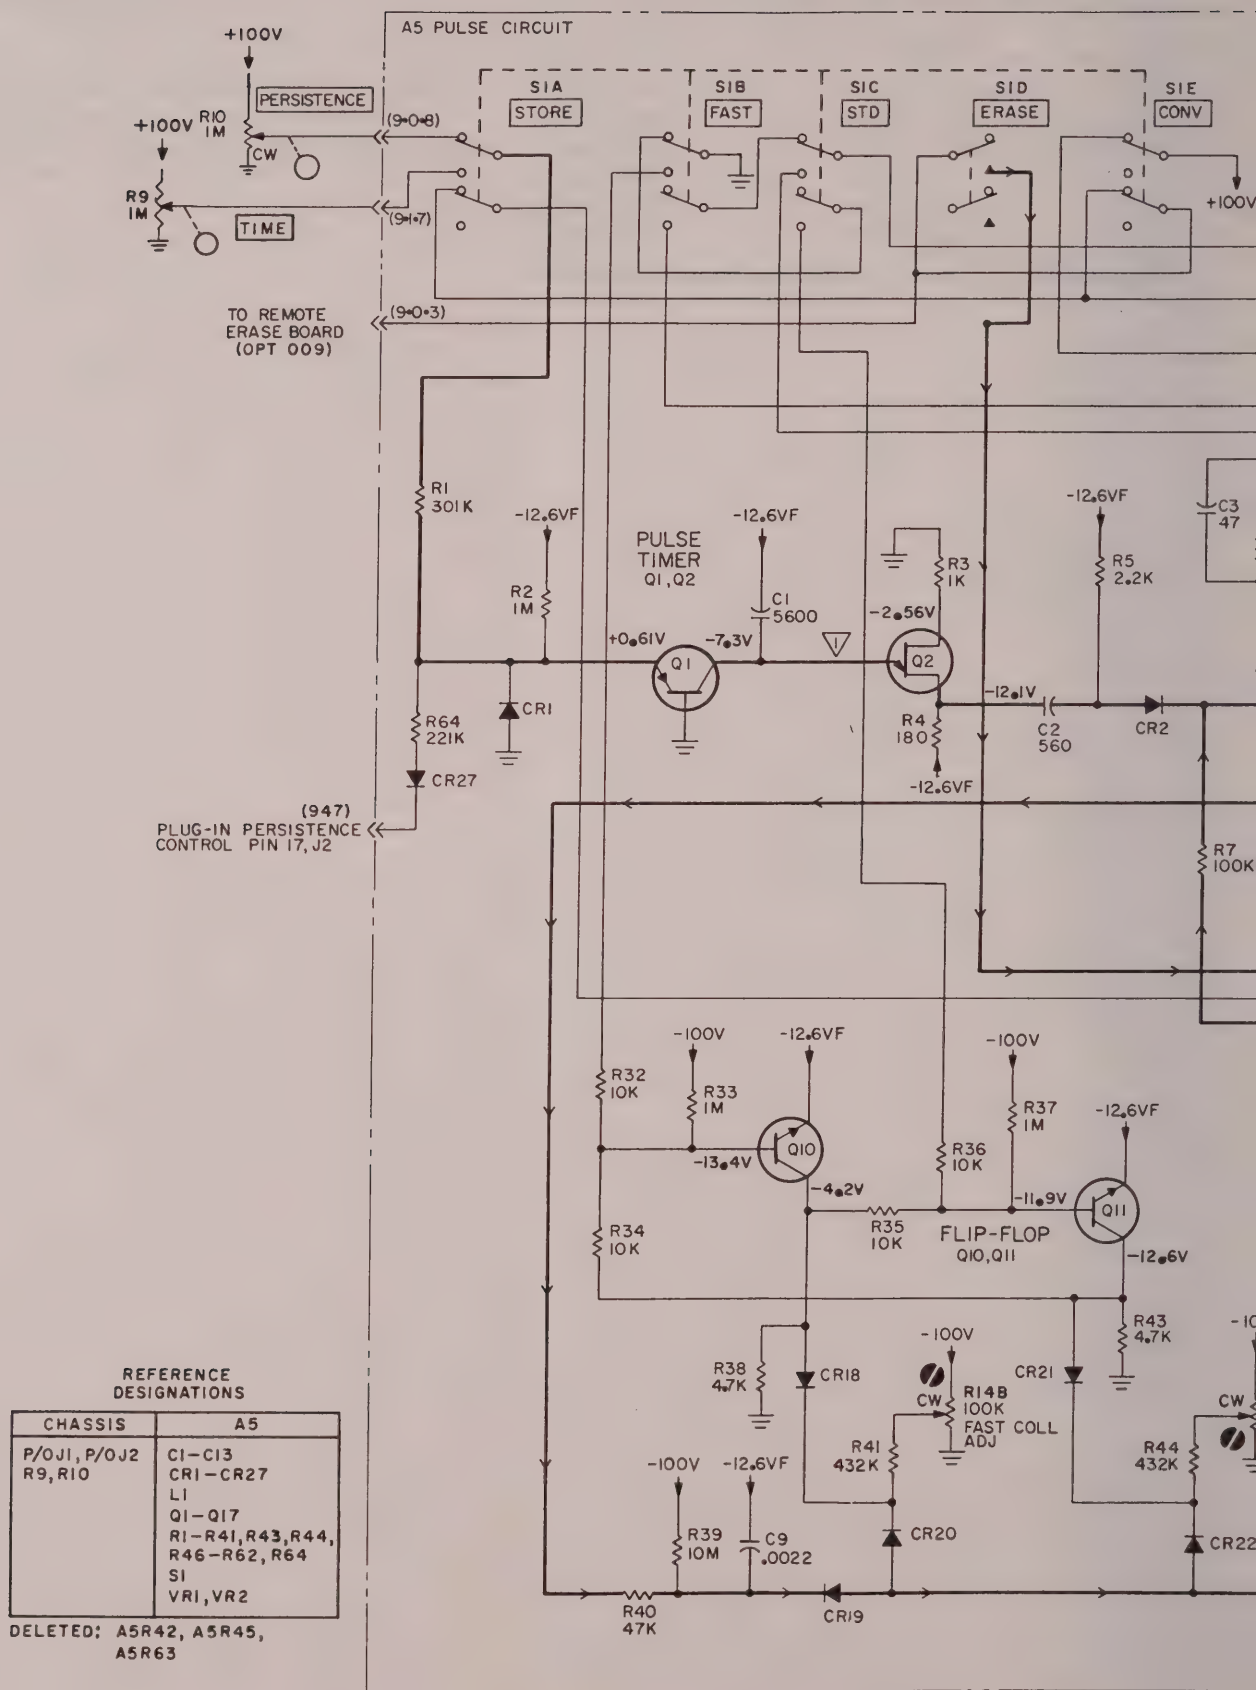 A5 PULSE CIRCUIT
+100V
PERSISTENCE
R10
1M
CW
(9•0•8)
+100V
R9
1M
TIME
(9•1•7)
S1A
STORE
S1B
FAST
S1C
STD
S1D
ERASE
S1E
CONV
+100V
TO REMOTE
ERASE BOARD
(OPT 009)
(9•0•3)
R1
301K
-12.6VF
R2
1M
PULSE
TIMER
Q1,Q2
-12.6VF
C1
5600
R3
1K
-12.6VF
R5
2.2K
C3
47
+0.61V
Q1
-7.3V
1
-2.56V
Q2
R64
221K
CR1
CR27
-12.1V
R4
180
-12.6VF
C2
560
CR2
(947)
PLUG-IN PERSISTENCE
CONTROL PIN 17, J2
R7
100K
R32
10K
-100V
R33
1M
-12.6VF
Q10
-13.4V
-4.2V
-100V
R37
1M
R36
10K
-12.6VF
-11.9V
Q11
R34
10K
R35
10K
FLIP-FLOP
Q10,Q11
-12.6V
R38
4.7K
CR18
-100V
CW
R14B
100K
FAST COLL
ADJ
CR21
R43
4.7K
-10
CW
R41
432K
R44
432K
-100V
R39
10M
-12.6VF
C9
.0022
CR20
CR22
R40
47K
CR19
REFERENCE
DESIGNATIONS
CHASSIS A5
P/OJ1, P/OJ2 C1-C13
R9, R10 CR1-CR27
L1
Q1-Q17
R1-R41, R43, R44,
R46-R62, R64
S1
VR1, VR2
DELETED: A5R42, A5R45,
A5R63